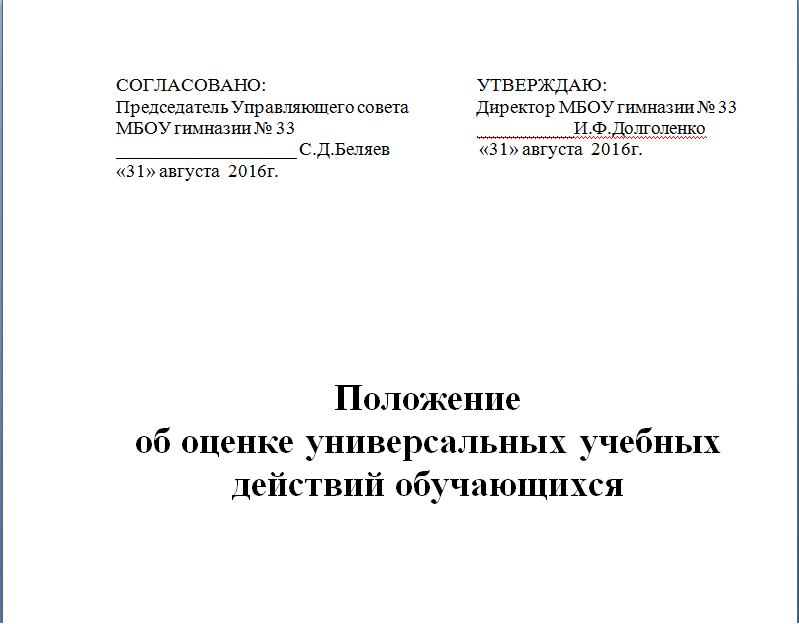 СОГЛАСОВАНО:
Председатель Управляющего совета
МБОУ гимназии № 33
____________________ С.Д.Беляев
«31» августа 2016г.
УТВЕРЖДАЮ:
Директор МБОУ гимназии № 33
___________И.Ф.Долголенко
«31» августа 2016г.
Положение
об оценке универсальных учебных
действий обучающихся